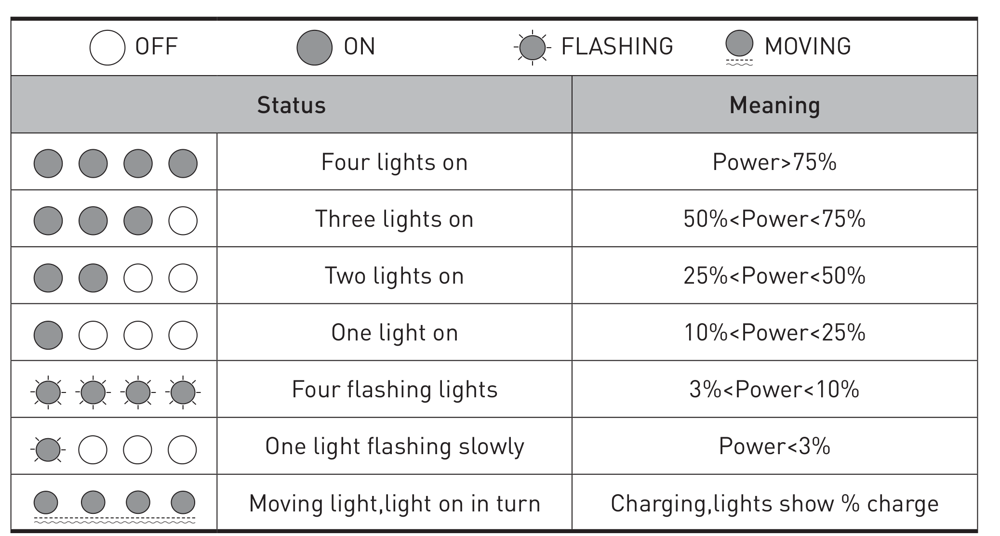 OFF ON FLASHING MOVING
Status Meaning
Four lights on Power>75%
Three lights on 50%<Power<75%
Two lights on 25%<Power<50%
One light on 10%<Power<25%
Four flashing lights 3%<Power<10%
One light flashing slowly Power<3%
Moving light,light on in turn Charging,lights show % charge